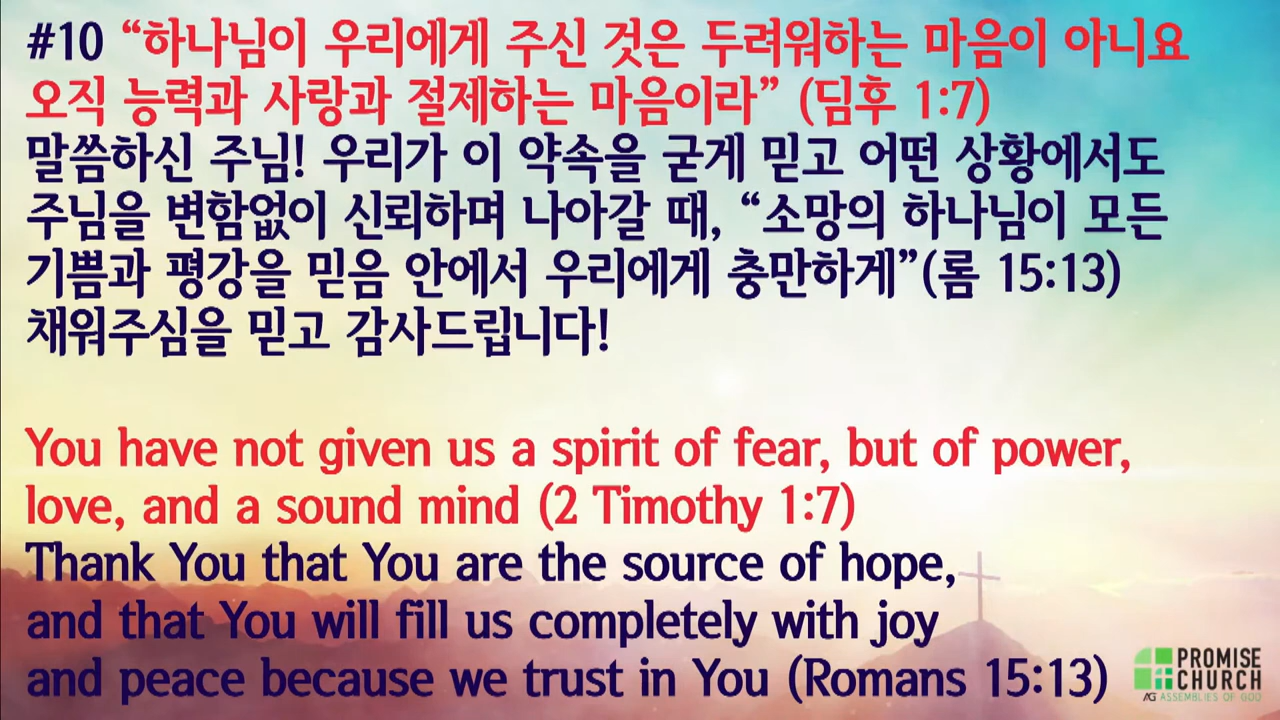 #10 “하나님이 우리에게 주신 것은 두려워하는 마음이 아니요
오직 능력과 사랑과 절제하는 마음이라” (딤후 1:7)
말씀하신 주님! 우리가 이 약속을 굳게 믿고 어떤 상황에서도
주님을 변함없이 신뢰하며 나아갈 때, “소망의 하나님이 모든
기쁨과 평강을 믿음 안에서 우리에게 충만하게”(롬 15:13)
채워주심을 믿고 감사드립니다!
You have not given us a spirit of fear, but of power,
love, and a sound mind (2 Timothy 1:7)
Thank You that You are the source of hope,
and that You will fill us completely with joy
and peace because we trust in You (Romans 15:13)
PROMISE
CHURCH
AG ASSEMBLIES OF GOD